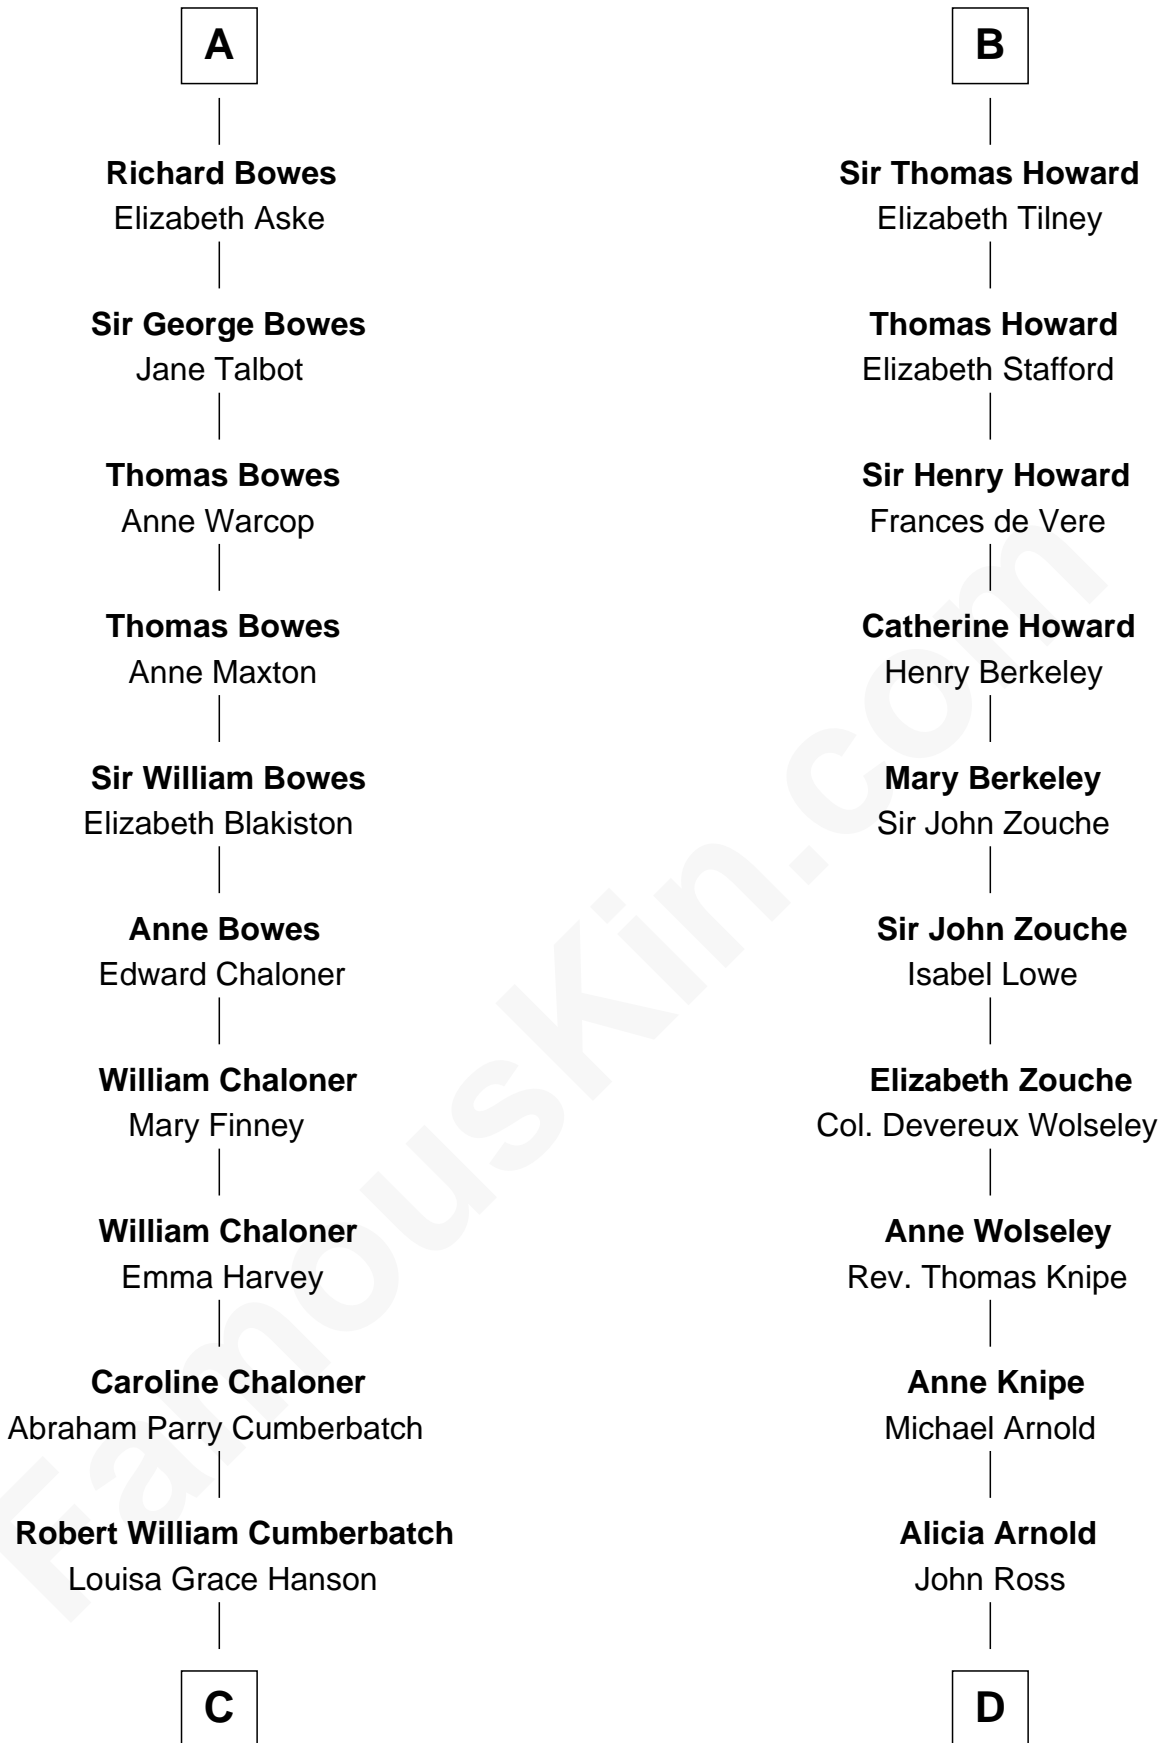 A
Richard Bowes
Elizabeth Aske
Sir George Bowes
Jane Talbot
Thomas Bowes
Anne Warcop
Thomas Bowes
Anne Maxton
Sir William Bowes
Elizabeth Blakiston
Anne Bowes
Edward Chaloner
William Chaloner
Mary Finney
William Chaloner
Emma Harvey
Caroline Chaloner
Abraham Parry Cumberbatch
Robert William Cumberbatch
Louisa Grace Hanson
C
B
Sir Thomas Howard
Elizabeth Tilney
Thomas Howard
Elizabeth Stafford
Sir Henry Howard
Frances de Vere
Catherine Howard
Henry Berkeley
Mary Berkeley
Sir John Zouche
Sir John Zouche
Isabel Lowe
Elizabeth Zouche
Col. Devereux Wolseley
Anne Wolseley
Rev. Thomas Knipe
Anne Knipe
Michael Arnold
Alicia Arnold
John Ross
D
FamousKin.com